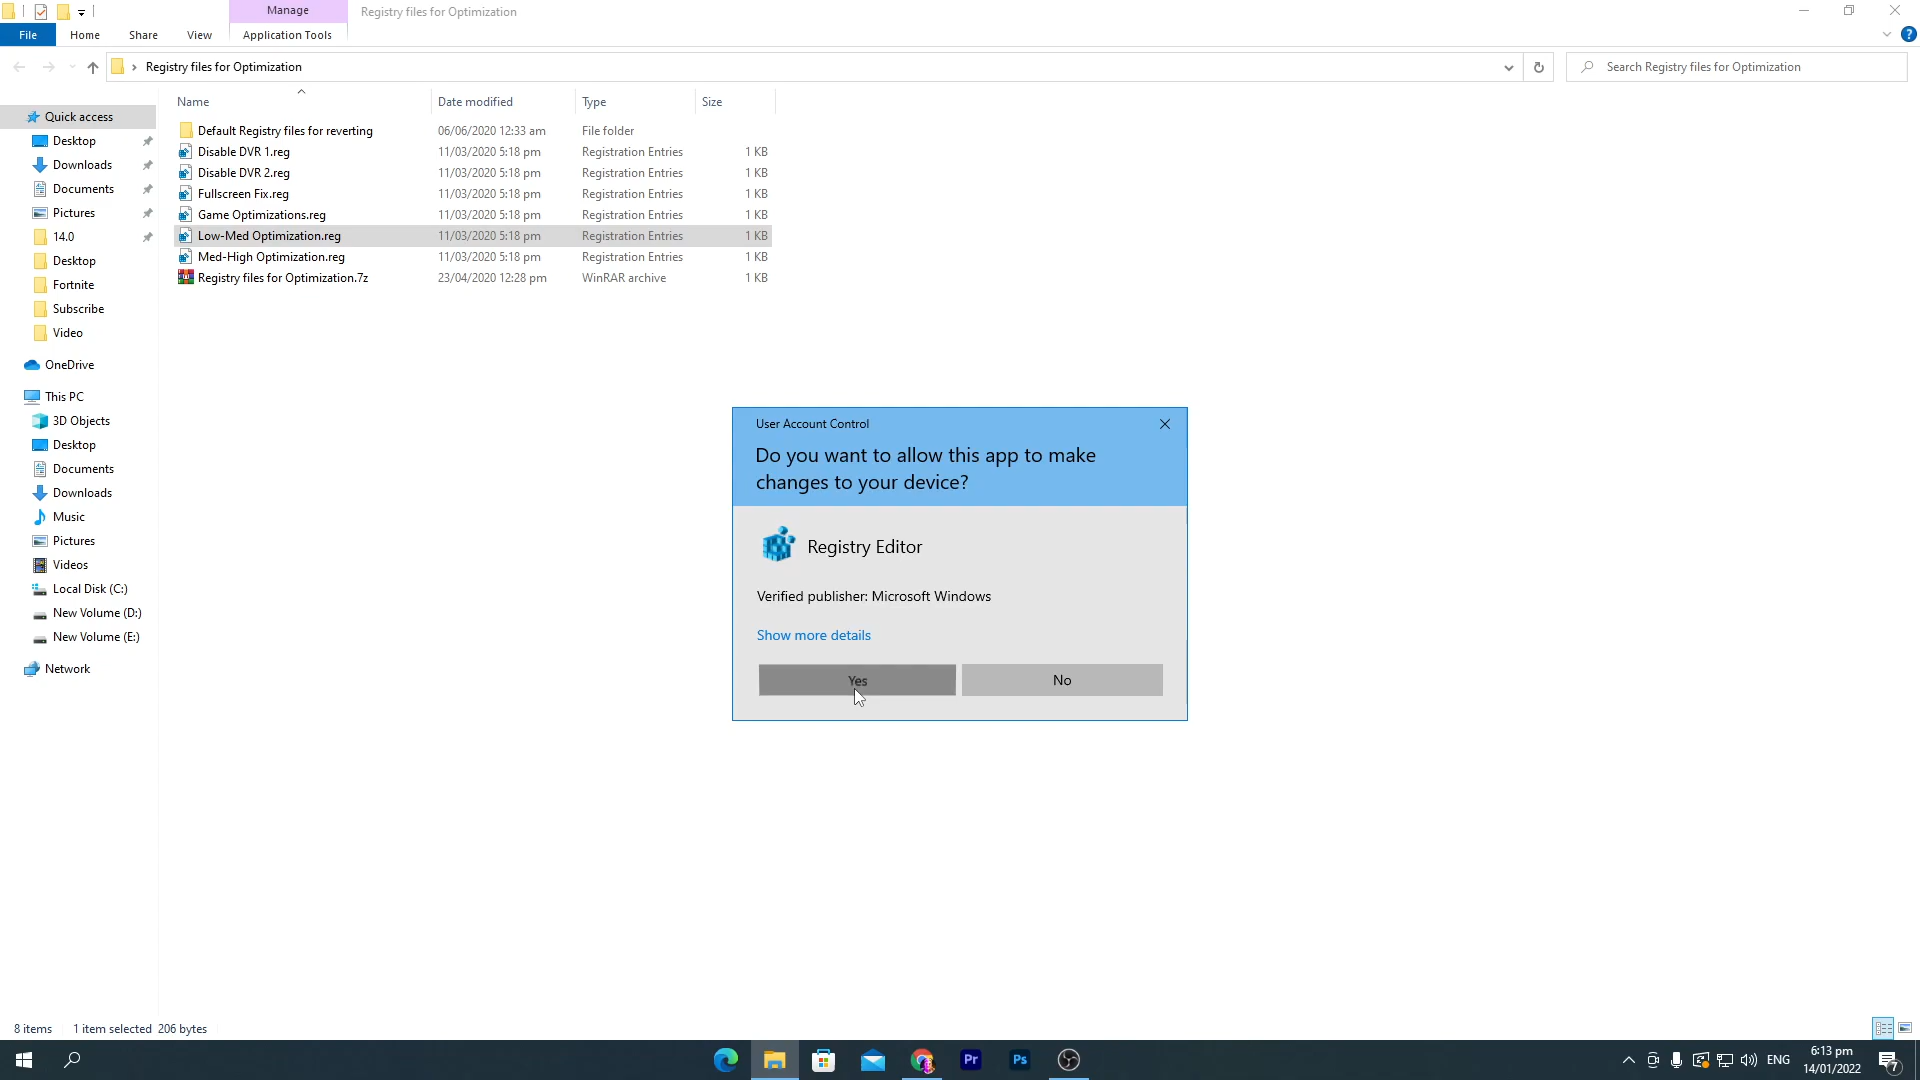 Manage
Registry files for Optimization
File
Home
Share
View
Application Tools
Registry files for Optimization
Search Registry files for Optimization
Name
Date modified
Type
Size
Default Registry files for reverting 06/06/2020 12:33 am File folder
Disable DVR 1.reg 11/03/2020 5:18 pm Registration Entries 1 KB
Disable DVR 2.reg 11/03/2020 5:18 pm Registration Entries 1 KB
Fullscreen Fix.reg 11/03/2020 5:18 pm Registration Entries 1 KB
Game Optimizations.reg 11/03/2020 5:18 pm Registration Entries 1 KB
Low-Med Optimization.reg 11/03/2020 5:18 pm Registration Entries 1 KB
Med-High Optimization.reg 11/03/2020 5:18 pm Registration Entries 1 KB
Registry files for Optimization.7z 23/04/2020 12:28 pm WinRAR archive 1 KB
Quick access
Desktop
Downloads
Documents
Pictures
14.0
Desktop
Fortnite
Subscribe
Video
OneDrive
This PC
3D Objects
Desktop
Documents
Downloads
Music
Pictures
Videos
Local Disk (C:)
New Volume (D:)
New Volume (E:)
Network
User Account Control
Do you want to allow this app to make
changes to your device?
Registry Editor
Verified publisher: Microsoft Windows
Show more details
Yes
No
8 items 1 item selected 206 bytes
Pr
Ps
ENG
6:13 pm
14/01/2022
7